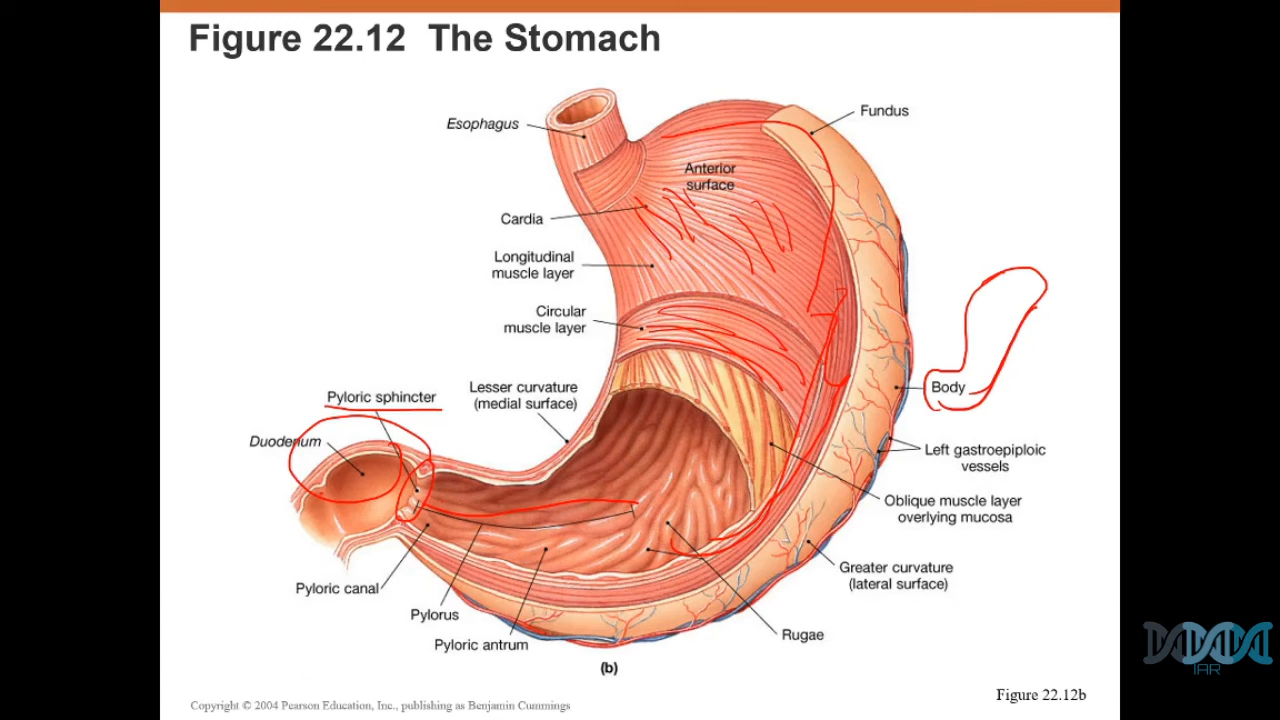 Figure 22.12 The Stomach
Fundus
Esophagus
Anterior
surface
Cardia
Longitudinal
muscle layer
Circular
muscle layer
Lesser curvature
(medial surface)
Pyloric sphincter
Body
Duodenum
Left gastroepiploic
vessels
Oblique muscle layer
overlying mucosa
Greater curvature
(lateral surface)
Pyloric canal
Pylorus
Pyloric antrum
Rugae
(b)
IAR
Figure 22.12b
Copyright © 2004 Pearson Education, Inc., publishing as Benjamin Cummings